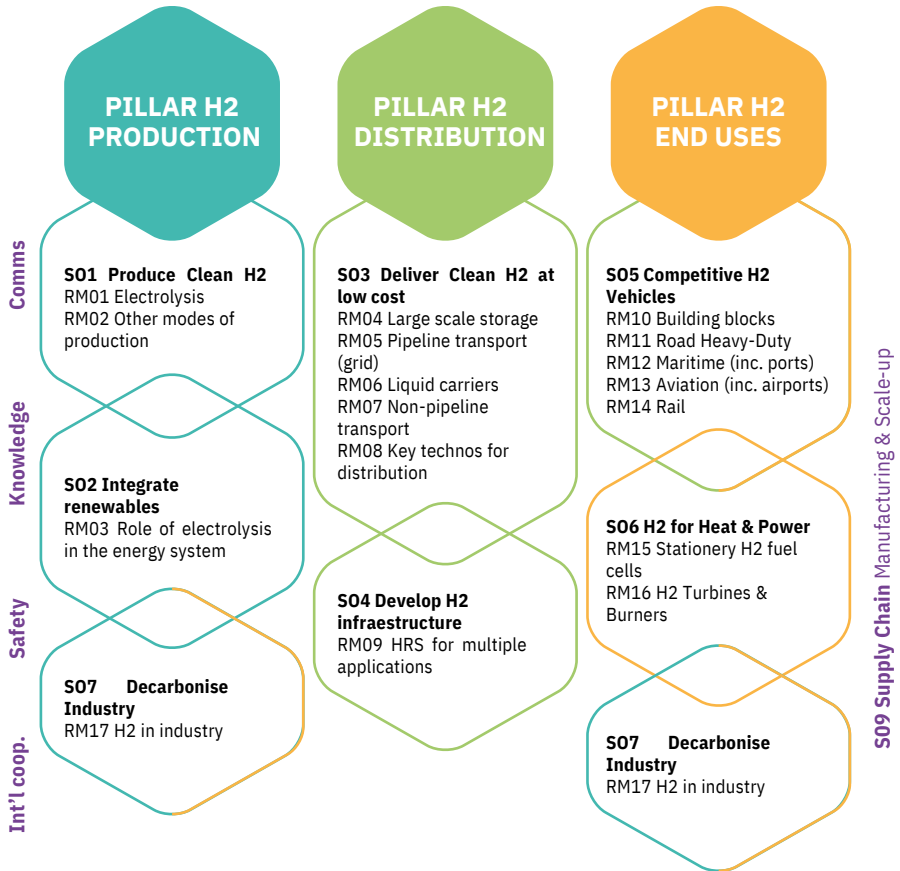 PILLAR H2
PRODUCTION
SO1 Produce Clean H2
RM01 Electrolysis
RM02 Other modes of
production
SO2 Integrate
renewables
RM03 Role of electrolysis
in the energy system
SO7 Decarbonise
Industry
RM17 H2 in industry
PILLAR H2
DISTRIBUTION
SO3 Deliver Clean H2 at
low cost
RM04 Large scale storage
RM05 Pipeline transport
(grid)
RM06 Liquid carriers
RM07 Non-pipeline
transport
RM08 Key technos for
distribution
SO4 Develop H2
infraestructure
RM09 HRS for multiple
applications
PILLAR H2
END USES
SO5 Competitive H2
Vehicles
RM10 Building blocks
RM11 Road Heavy-Duty
RM12 Maritime (inc. ports)
RM13 Aviation (inc. airports)
RM14 Rail
SO6 H2 for Heat & Power
RM15 Stationery H2 fuel
cells
RM16 H2 Turbines &
Burners
SO7 Decarbonise
Industry
RM17 H2 in industry
Comms
Knowledge
Safety
Int'l coop.
S09 Supply Chain Manufacturing & Scale-up